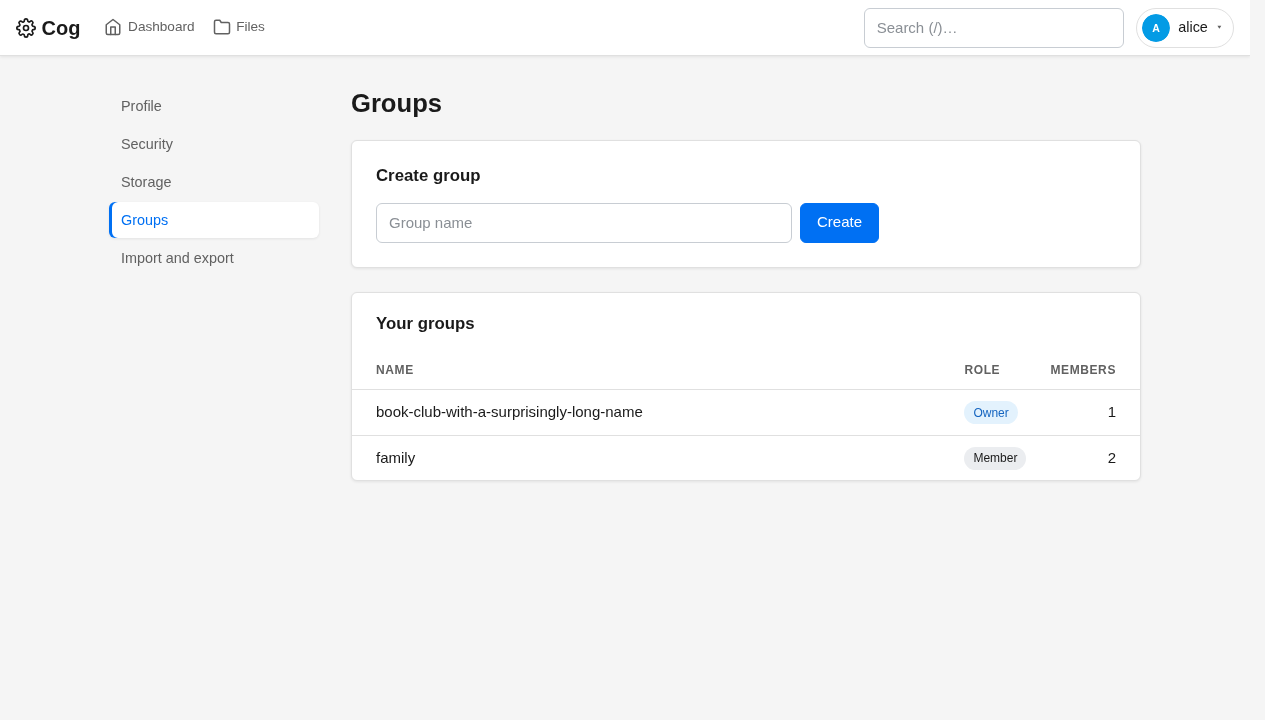 Cog Dashboard Files Search (/)… A alice
Profile
Security
Storage
Groups
Import and export
Groups
Create group
Group name Create
Your groups
NAME ROLE MEMBERS
book-club-with-a-surprisingly-long-name Owner 1
family Member 2